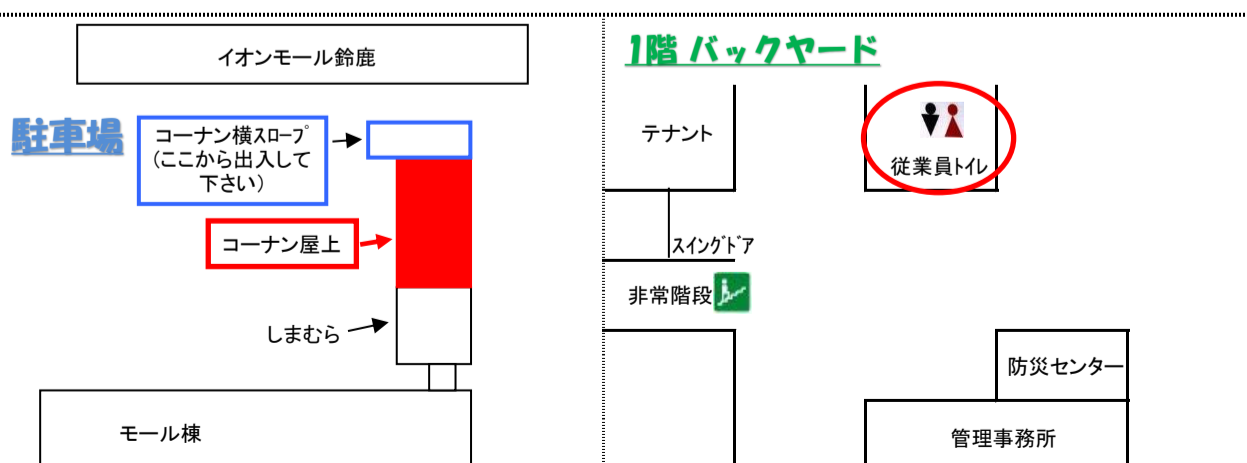 イオンモール鈴鹿
駐車場
コーナン横スロープ
(ここから出入して
下さい)
コーナン屋上
しまむら
モール棟
1階 バックヤード
テナント
従業員トイレ
スイングドア
非常階段
防災センター
管理事務所